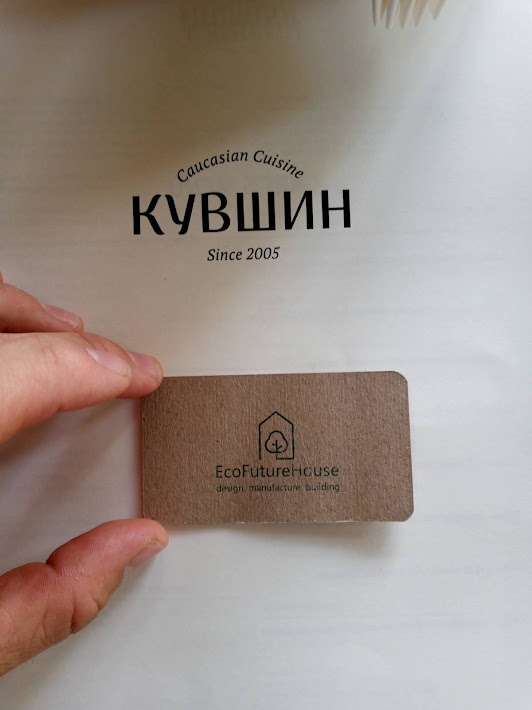 Caucasian Cuisine
КУВШИН
Since 2005
EcoFutureHouse
design, manufacture, building